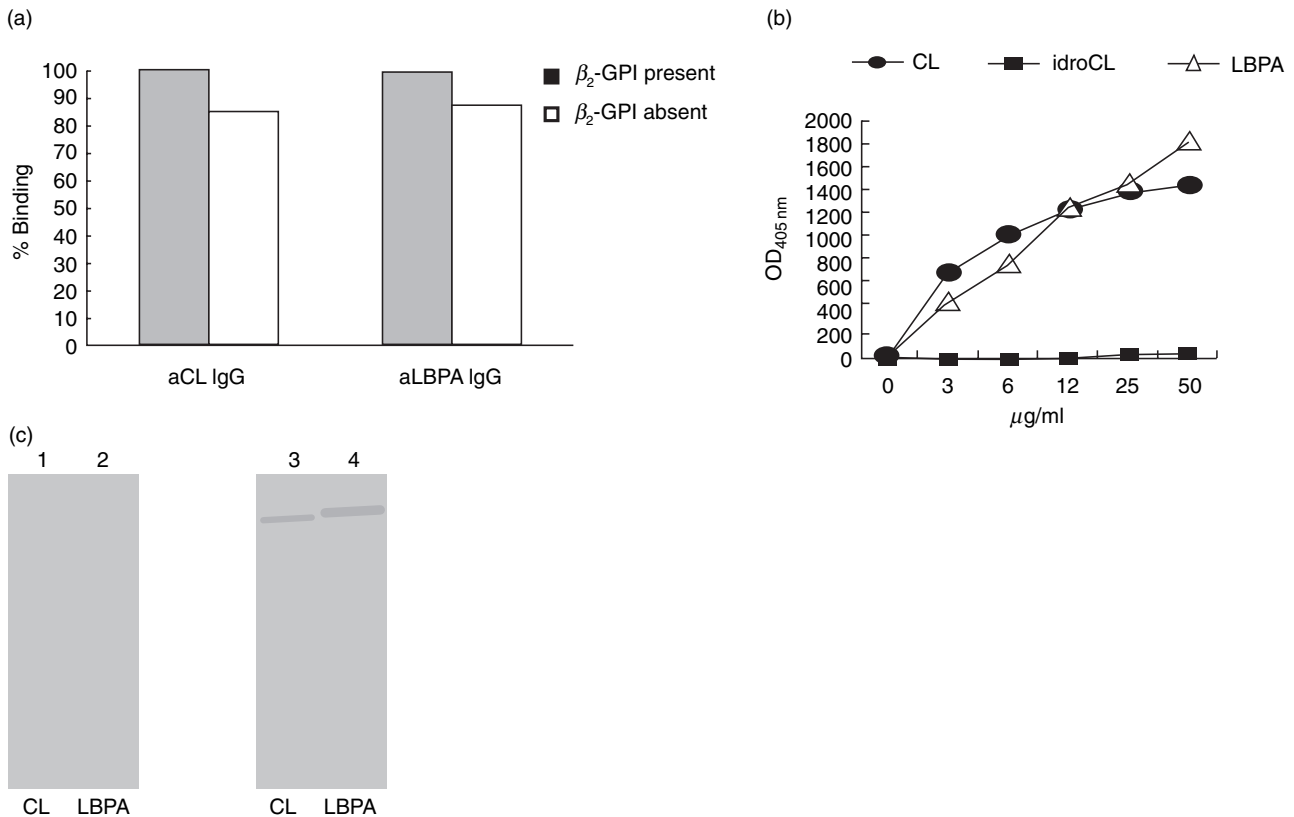 (a)
100
90
80
70
60
50
40
30
20
10
0
% Binding
aCL IgG
aLBPA IgG
β2-GPI present
β2-GPI absent
(b)
CL
idroCL
LBPA
2000
1800
1600
1400
1200
1000
800
600
400
200
0
OD405 nm
0 3 6 12 25 50
μg/ml
(c)
1 2 3 4
CL LBPA CL LBPA